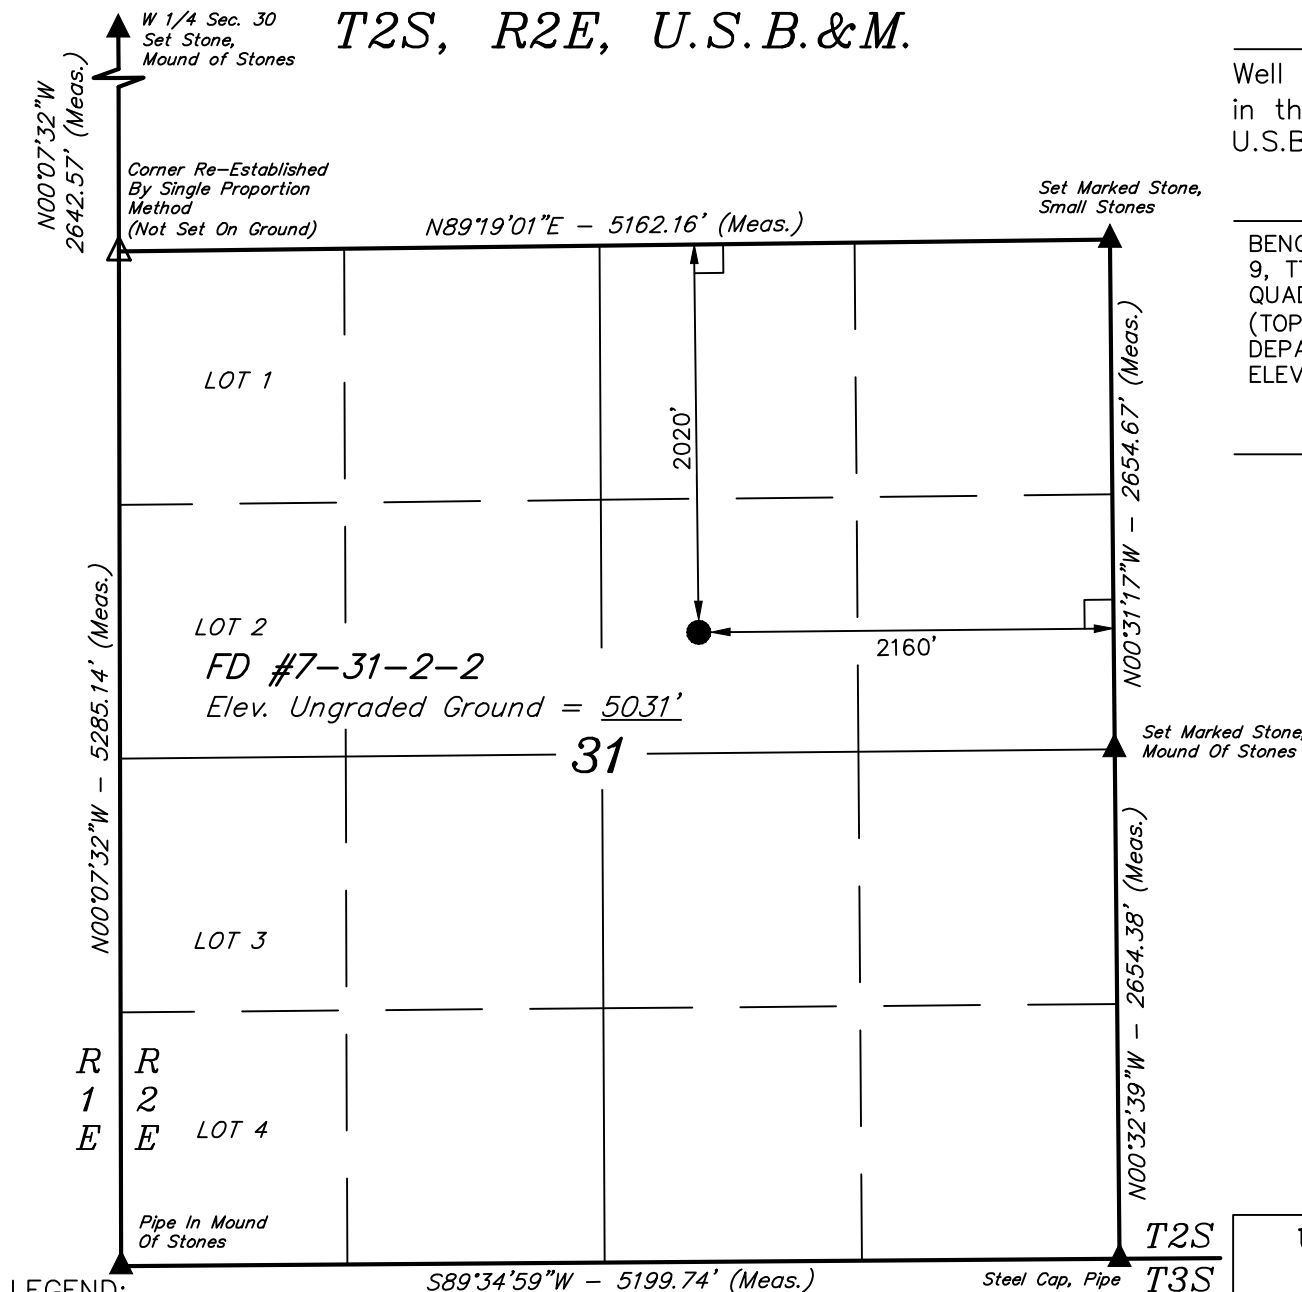 T2S, R2E, U.S.B.&M.
W 1/4 Sec. 30
Set Stone,
Mound of Stones
N00°07'32"W
2642.57' (Meas.)
Corner Re-Established
By Single Proportion
Method
(Not Set On Ground)
N89°19'01"E - 5162.16' (Meas.)
Set Marked Stone,
Small Stones
Well
in th
U.S.B
BENC
9, T
QUAD
(TOP
DEPA
ELEV
LOT 1
2020'
N00°31'17"W - 2654.67' (Meas.)
N00°07'32"W - 5285.14' (Meas.)
LOT 2
FD #7-31-2-2
Elev. Ungraded Ground = 5031'
2160'
31
Set Marked Stone,
Mound Of Stones
LOT 3
N00°32'39"W - 2654.38' (Meas.)
R R
1 2
E E
LOT 4
Pipe In Mound
Of Stones
T2S
T3S
S89°34'59"W - 5199.74' (Meas.)
Steel Cap, Pipe
LEGEND: